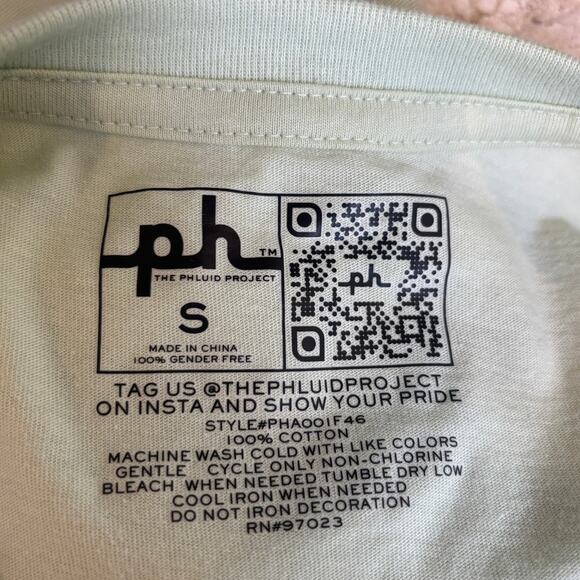 ph™
THE PHLUID PROJECT
S
MADE IN CHINA
100% GENDER FREE
ph
TAG US @THEPHLUIDPROJECT
ON INSTA AND SHOW YOUR PRIDE
STYLE#PHA001F46
100% COTTON
MACHINE WASH COLD WITH LIKE COLORS
GENTLE CYCLE ONLY NON-CHLORINE
BLEACH WHEN NEEDED TUMBLE DRY LOW
COOL IRON WHEN NEEDED
DO NOT IRON DECORATION
RN#97023